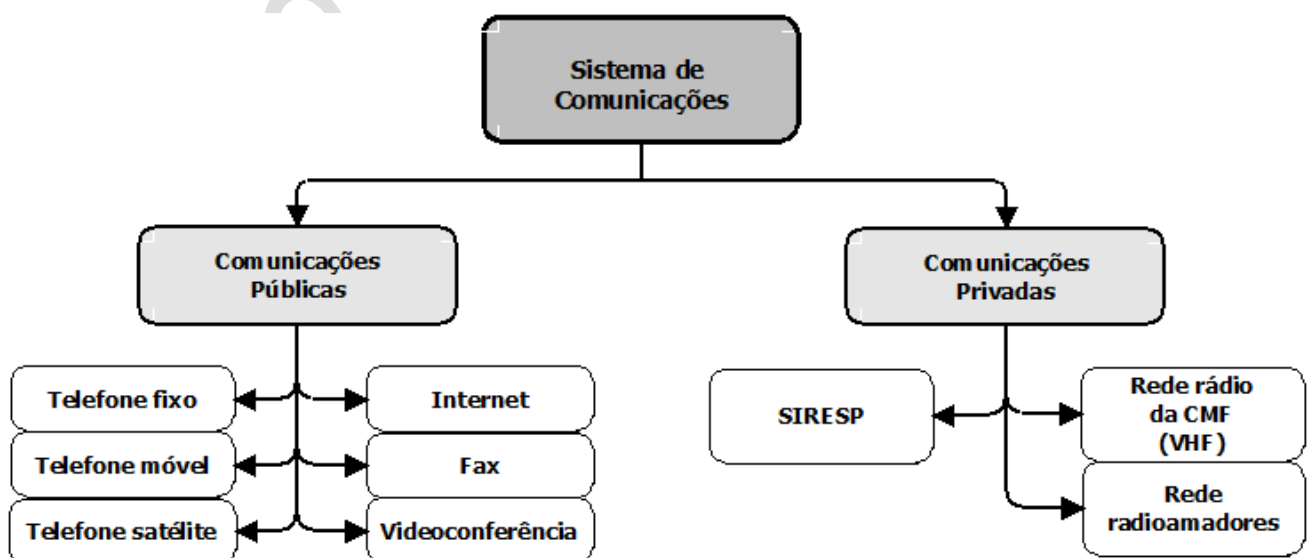 Sistema de
Comunicações
Comunicações
Públicas
Comunicações
Privadas
Telefone fixo
Internet
Telefone móvel
Fax
Telefone satélite
Videoconferência
SIRESP
Rede rádio
da CMF
(VHF)
Rede
radioamadores